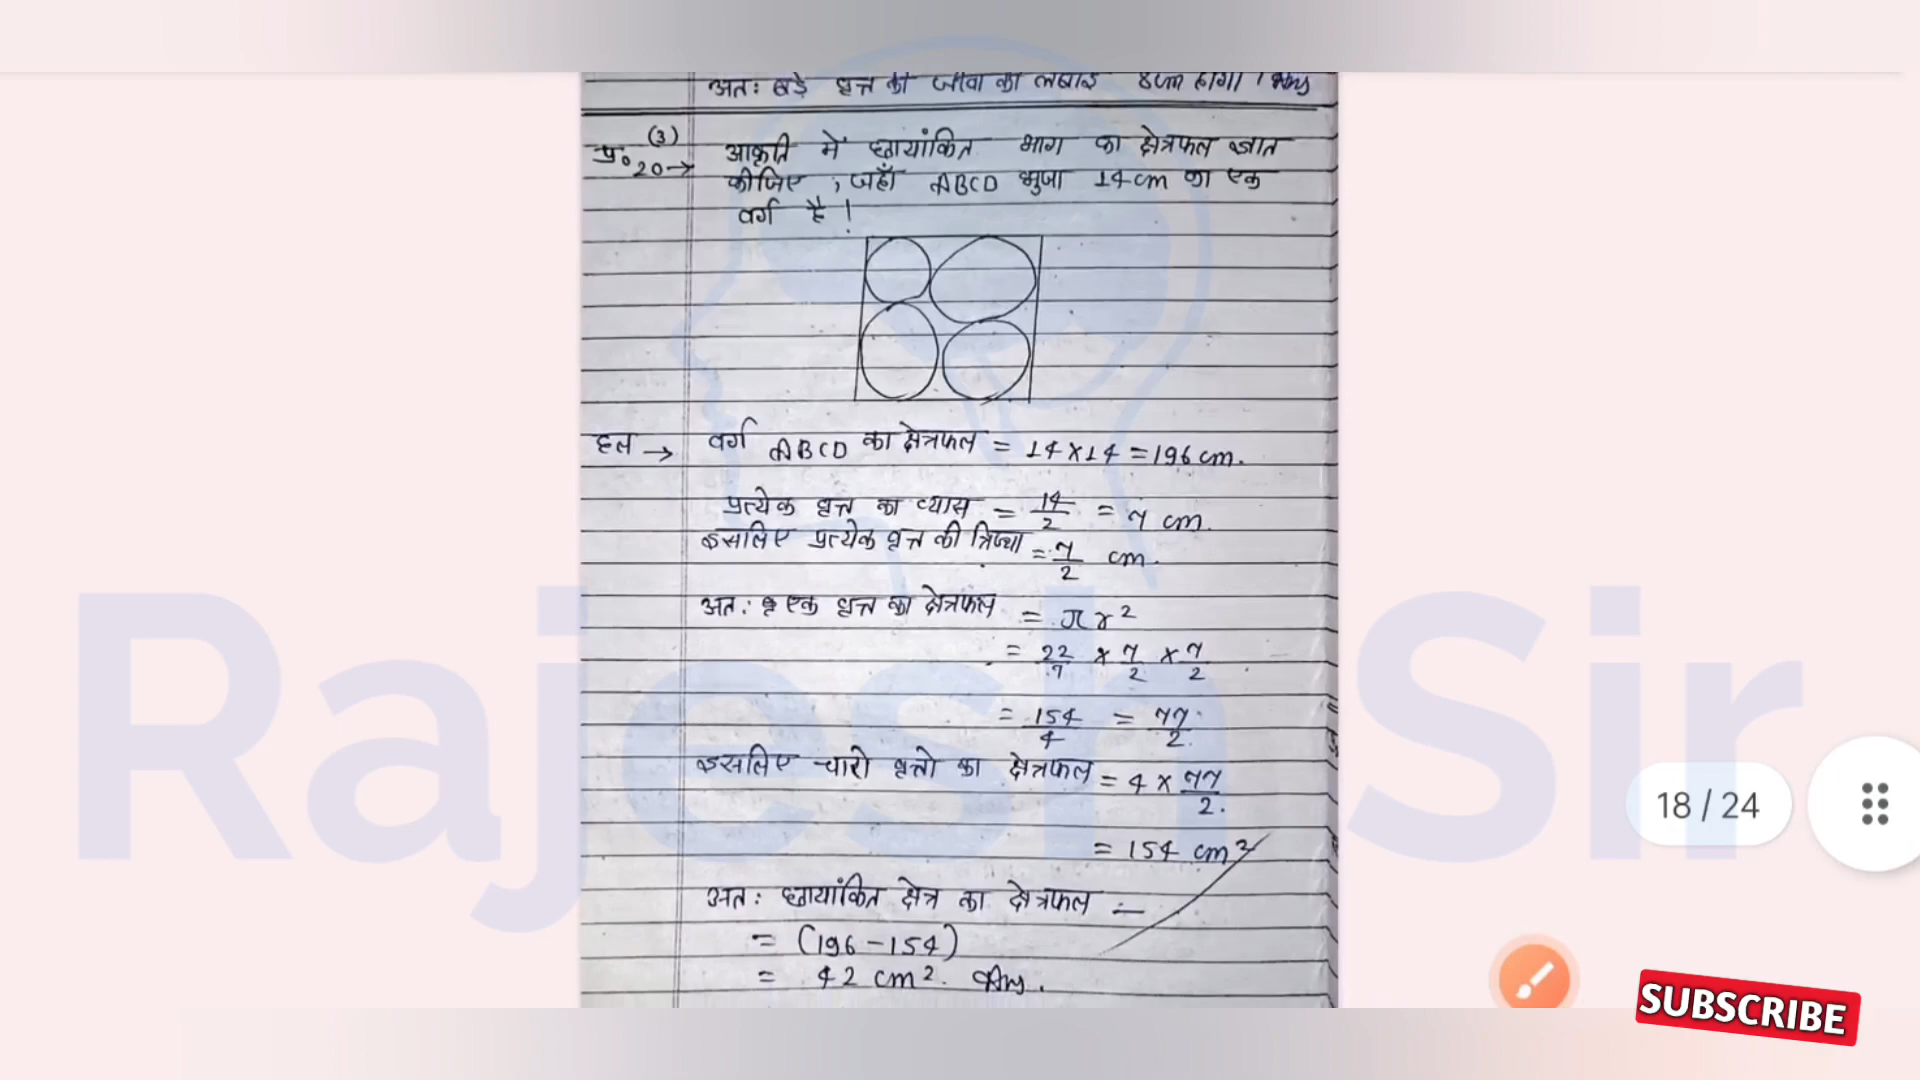 अतः बड़े वृत्त की जीवा की लंबाई 8cm होगी। Ans
(3)
प्र० 20→ आकृति में छायांकित भाग का क्षेत्रफल ज्ञात
कीजिए, जहाँ ABCD भुजा 14cm का एक
वर्ग है!
हल → वर्ग ABCD का क्षेत्रफल = 14×14 = 196 cm.
प्रत्येक वृत्त का व्यास = 14/2 = 7 cm.
इसलिए प्रत्येक वृत्त की त्रिज्या = 7/2 cm.
अतः एक वृत्त का क्षेत्रफल = πr²
= 22/7 × 7/2 × 7/2
= 154/4 = 77/2.
इसलिए चारो वृत्तो का क्षेत्रफल = 4 × 77/2.
= 154 cm²
अतः छायांकित क्षेत्र का क्षेत्रफल –
= (196-154)
= 42 cm². Ans.
Rajesh Sir
18 / 24
SUBSCRIBE